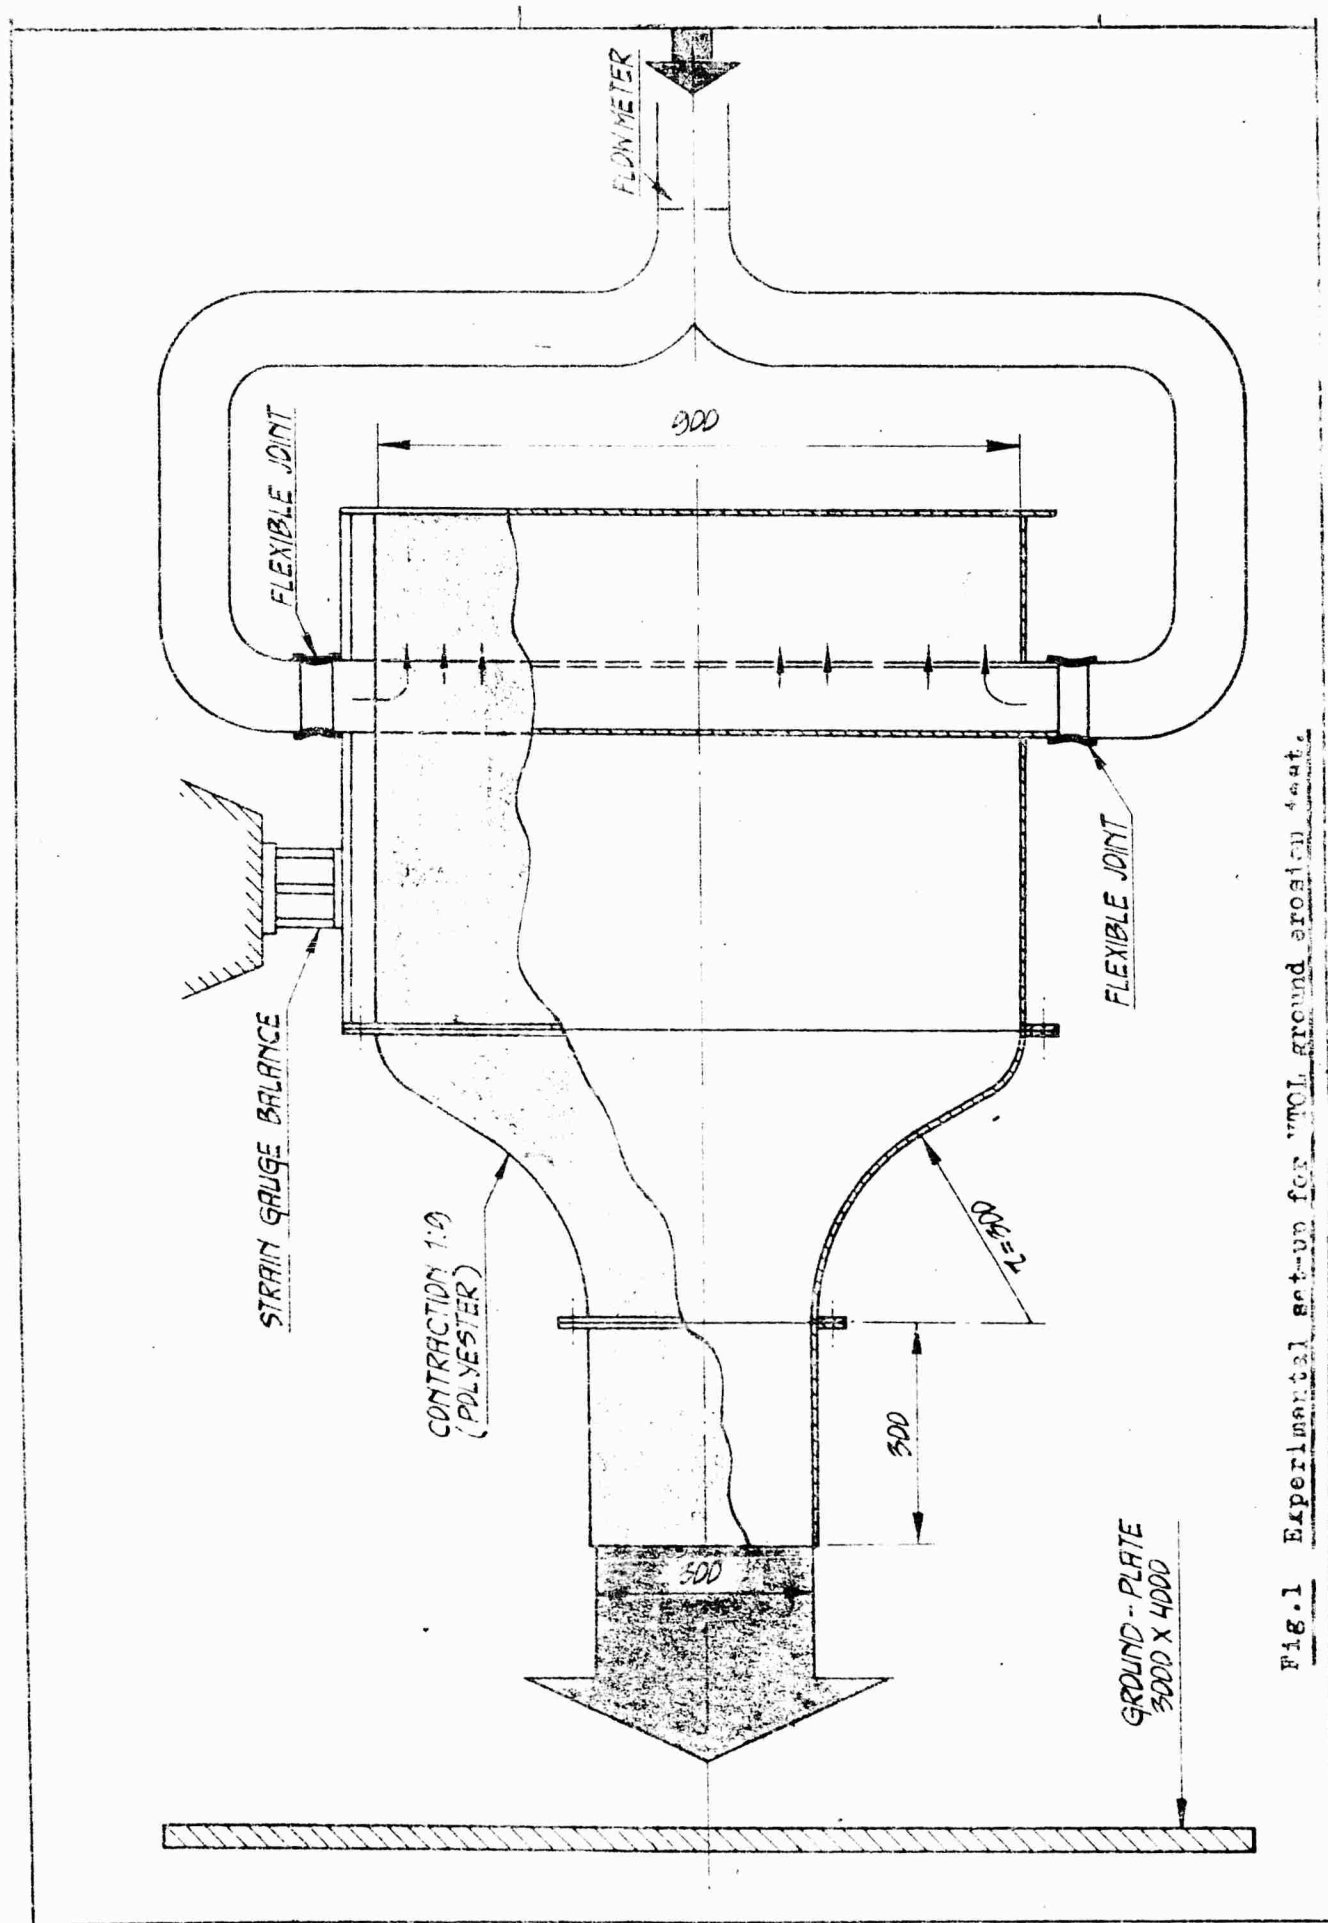 FLOWMETER
FLEXIBLE JOINT
900
STRAIN GAUGE BALANCE
CONTRACTION 1:9
(POLYESTER)
FLEXIBLE JOINT
r=300
300
300
GROUND-PLATE
3000 X 4000
Fig.1 Experimental set-up for VTOL ground erosion test.